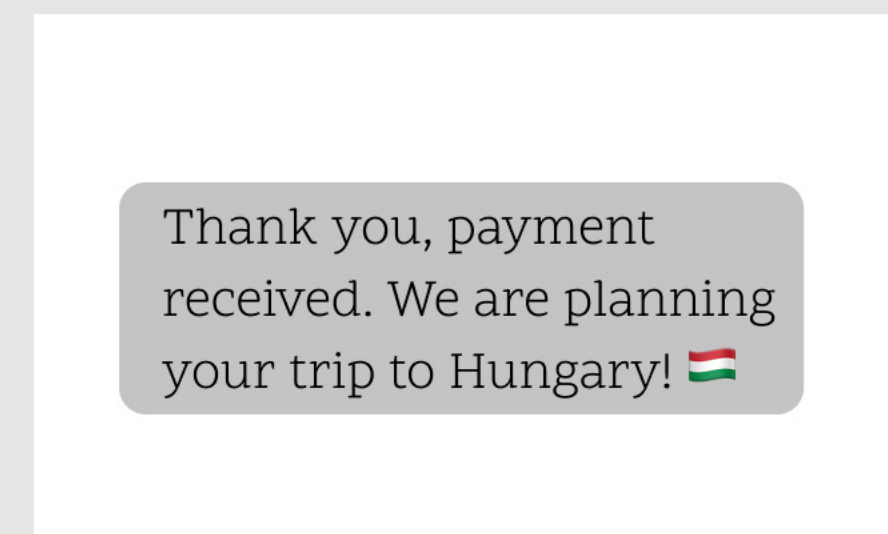 Thank you, payment
received. We are planning
your trip to Hungary! 🇭🇺